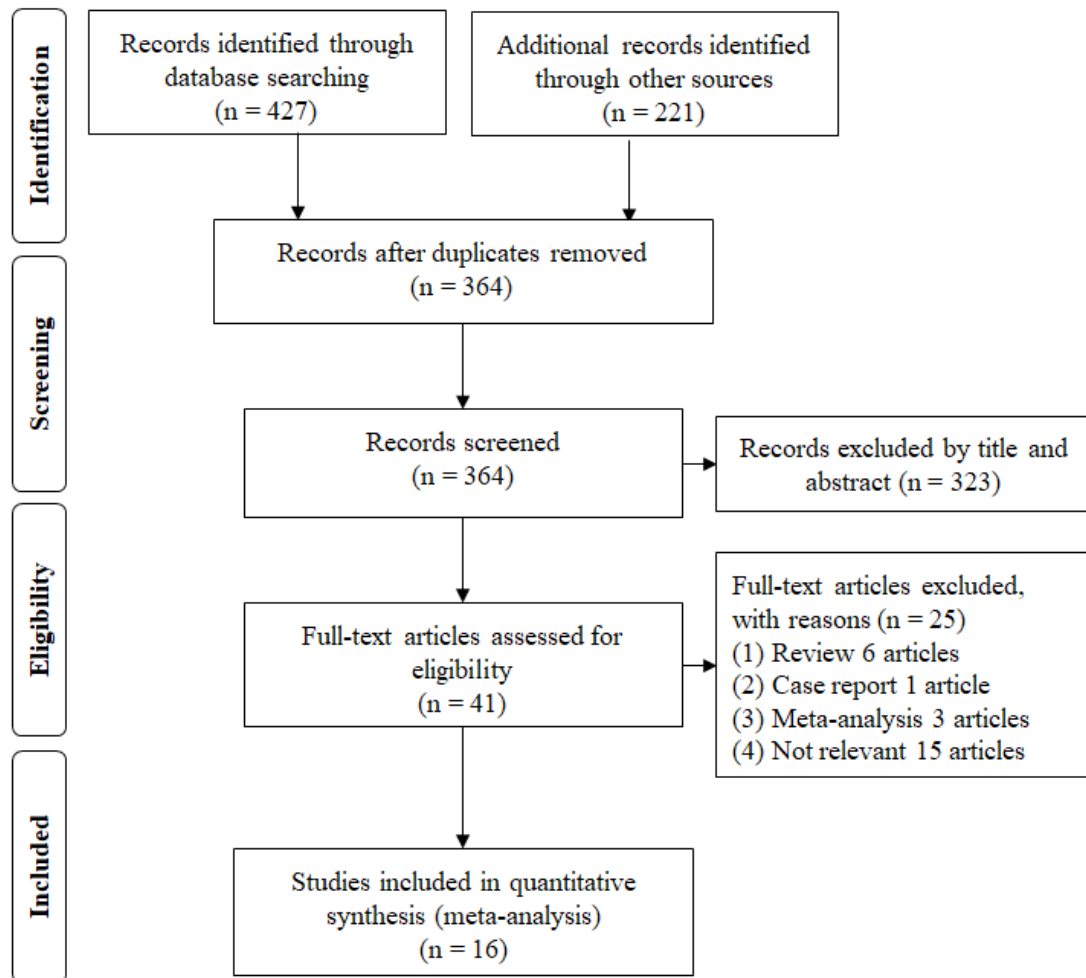 Identification
Records identified through
database searching
(n = 427)
Additional records identified
through other sources
(n = 221)
Records after duplicates removed
(n = 364)
Screening
Records screened
(n = 364)
Records excluded by title and
abstract (n = 323)
Eligibility
Full-text articles assessed for
eligibility
(n = 41)
Full-text articles excluded,
with reasons (n = 25)
(1) Review 6 articles
(2) Case report 1 article
(3) Meta-analysis 3 articles
(4) Not relevant 15 articles
Included
Studies included in quantitative
synthesis (meta-analysis)
(n = 16)